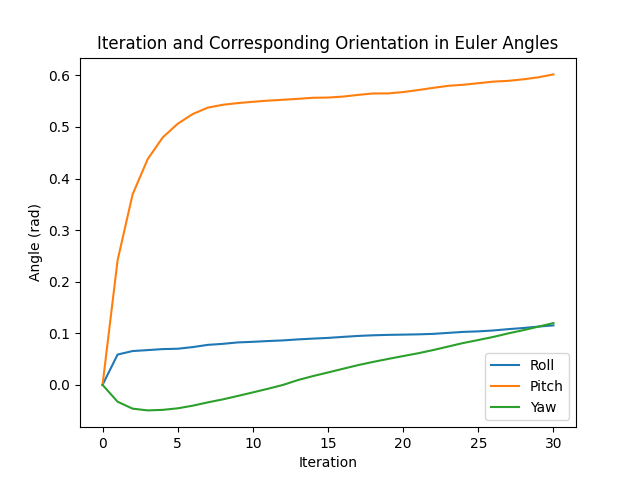 Iteration and Corresponding Orientation in Euler Angles
0.6
0.5
0.4
0.3
0.2
0.1
0.0
Angle (rad)
Roll
Pitch
Yaw
0 5 10 15 20 25 30
Iteration